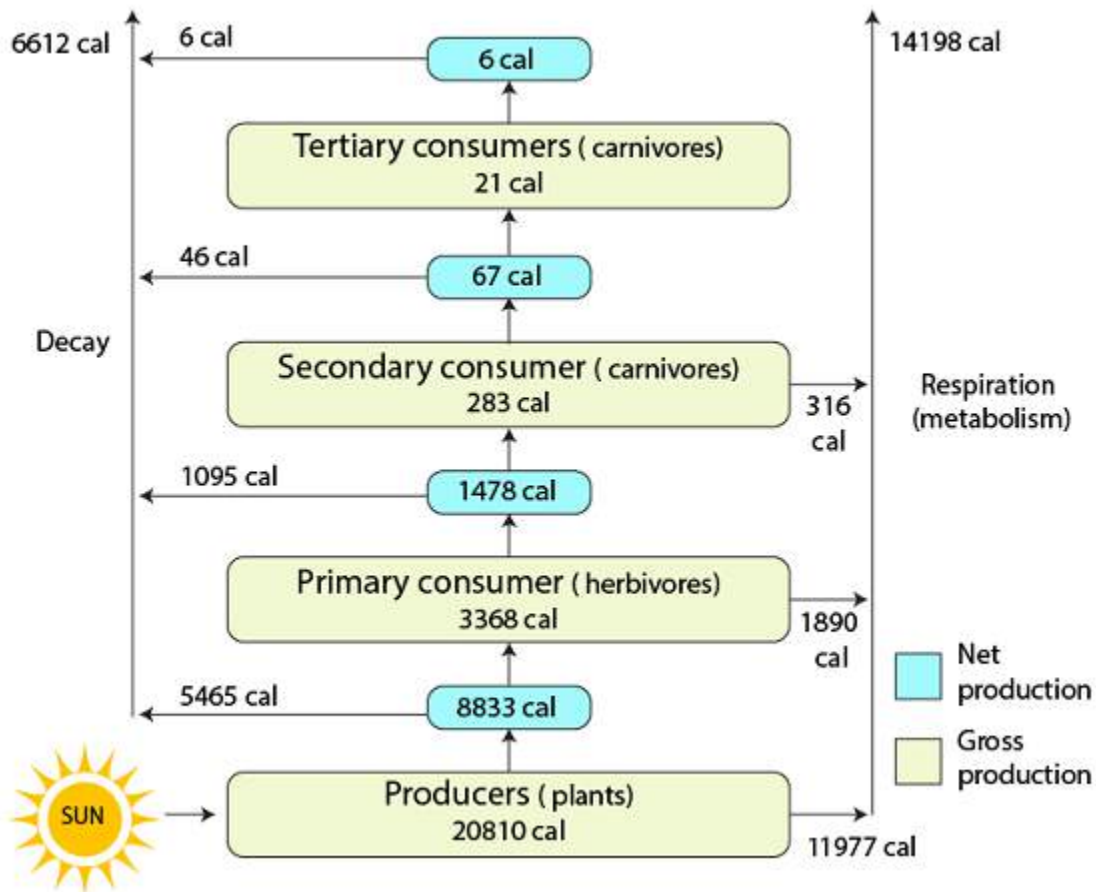 6612 cal
6 cal
6 cal
14198 cal
Tertiary consumers ( carnivores)
21 cal
46 cal
67 cal
Decay
Secondary consumer ( carnivores)
283 cal
316
cal
Respiration
(metabolism)
1095 cal
1478 cal
Primary consumer ( herbivores)
3368 cal
1890
cal
Net
production
5465 cal
8833 cal
Gross
production
SUN
Producers ( plants)
20810 cal
11977 cal